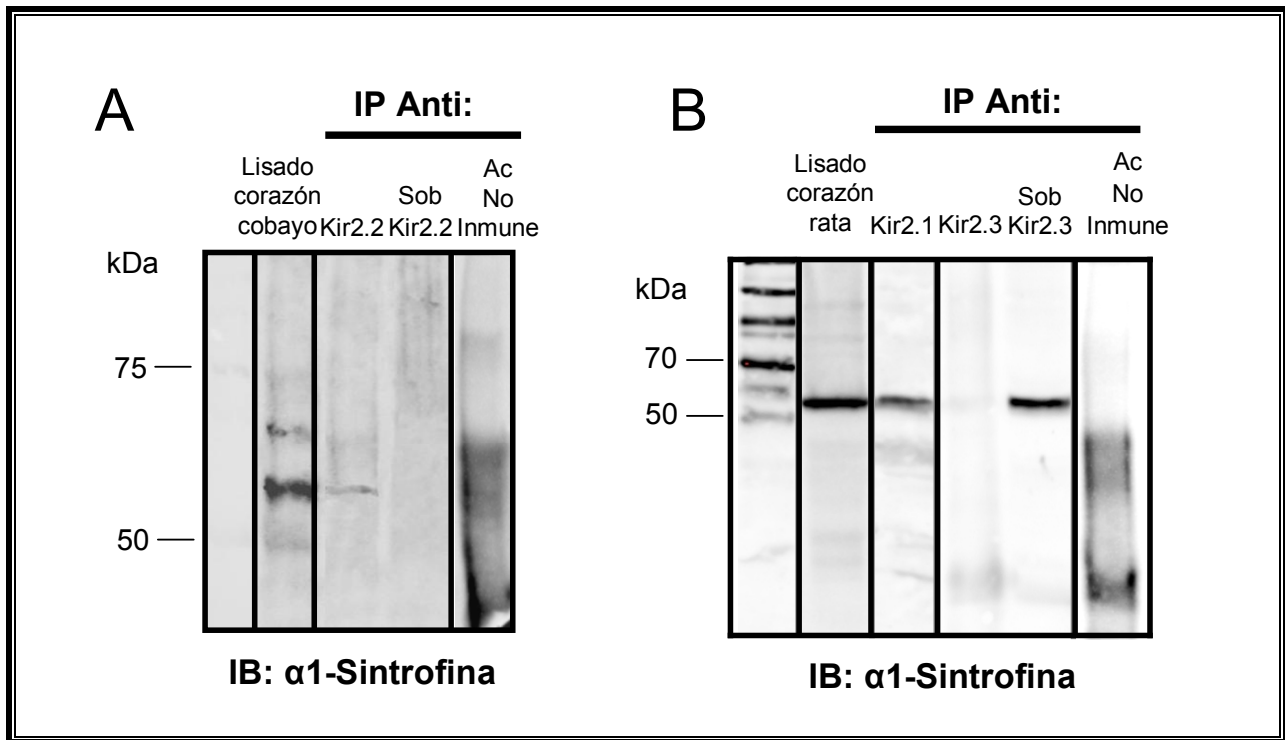 A
IP Anti:
Lisado
corazón
cobayo
Kir2.2
Sob
Kir2.2
Ac
No
Inmune
kDa
75
50
IB: α1-Sintrofina
B
IP Anti:
Lisado
corazón
rata
Kir2.1
Kir2.3
Sob
Kir2.3
Ac
No
Inmune
kDa
70
50
IB: α1-Sintrofina